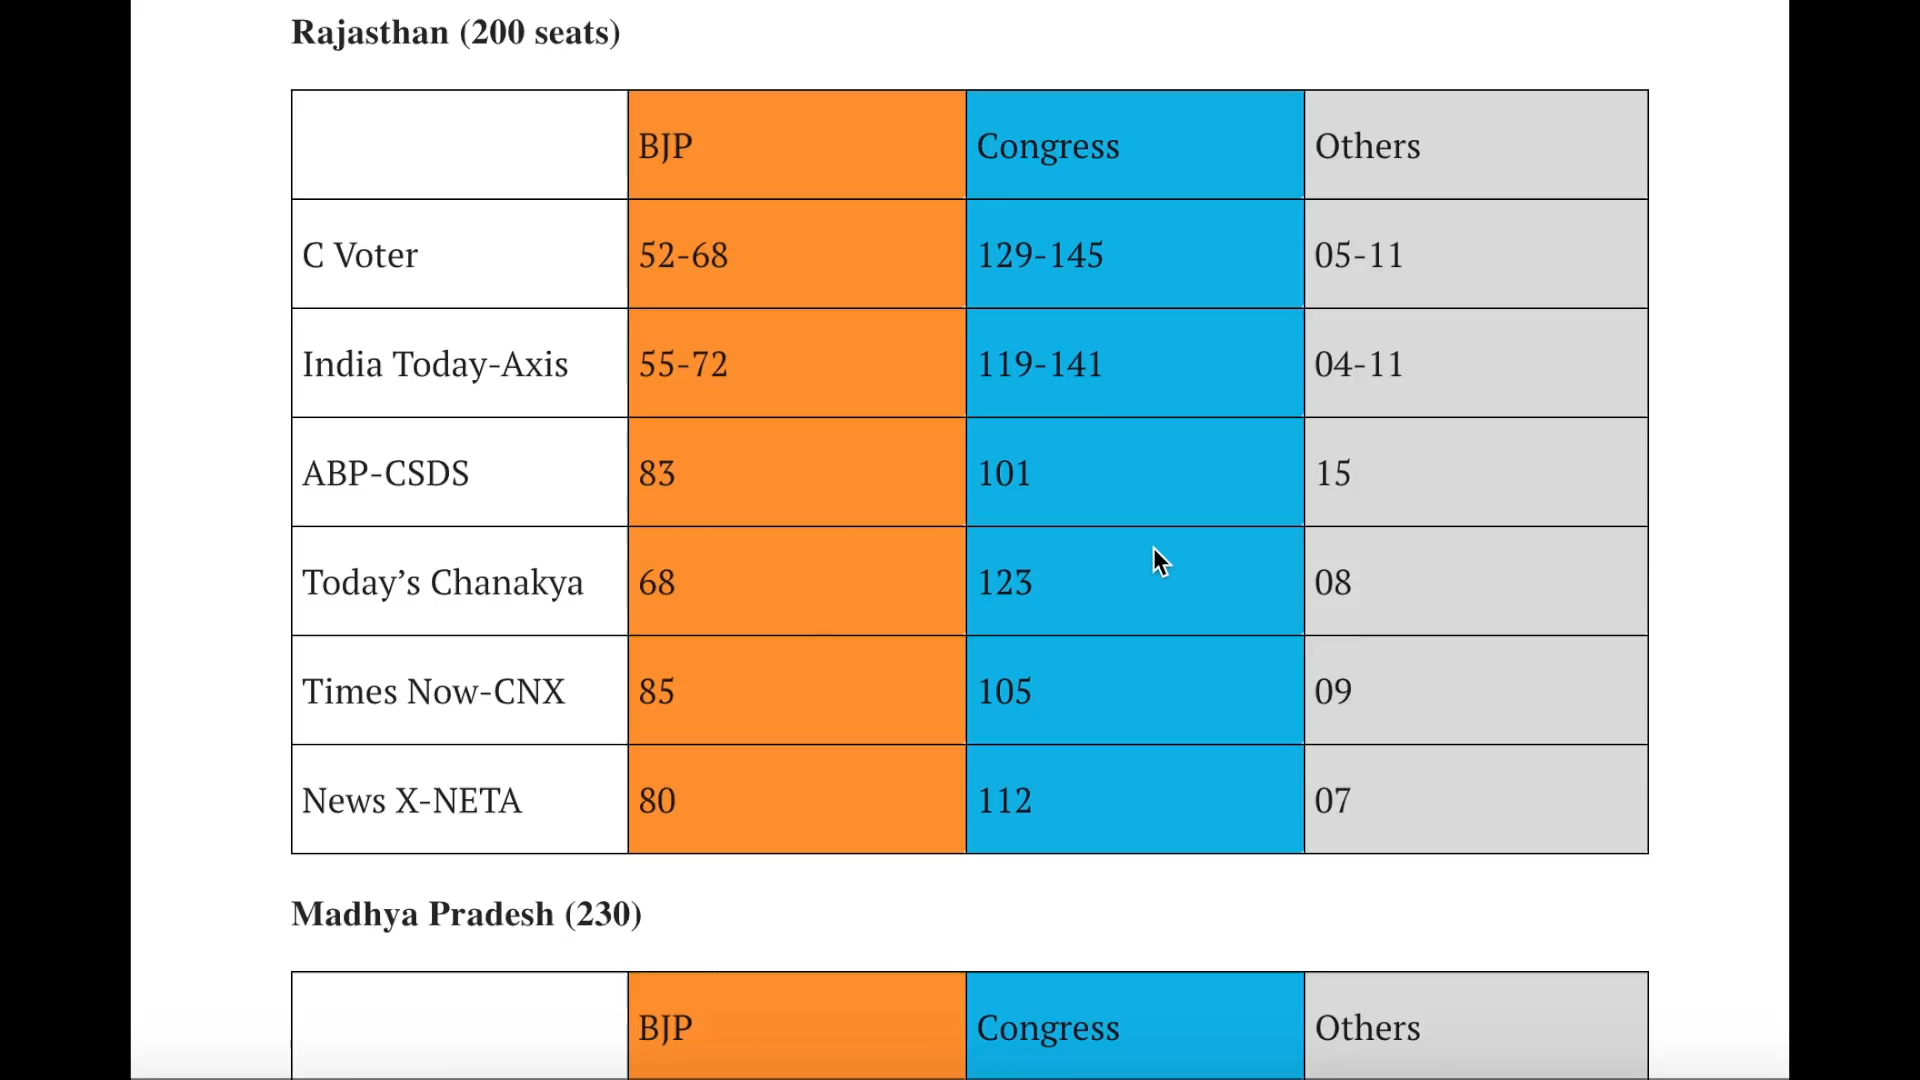 Rajasthan (200 seats)
BJP Congress Others
C Voter 52-68 129-145 05-11
India Today-Axis 55-72 119-141 04-11
ABP-CSDS 83 101 15
Today’s Chanakya 68 123 08
Times Now-CNX 85 105 09
News X-NETA 80 112 07
Madhya Pradesh (230)
BJP Congress Others